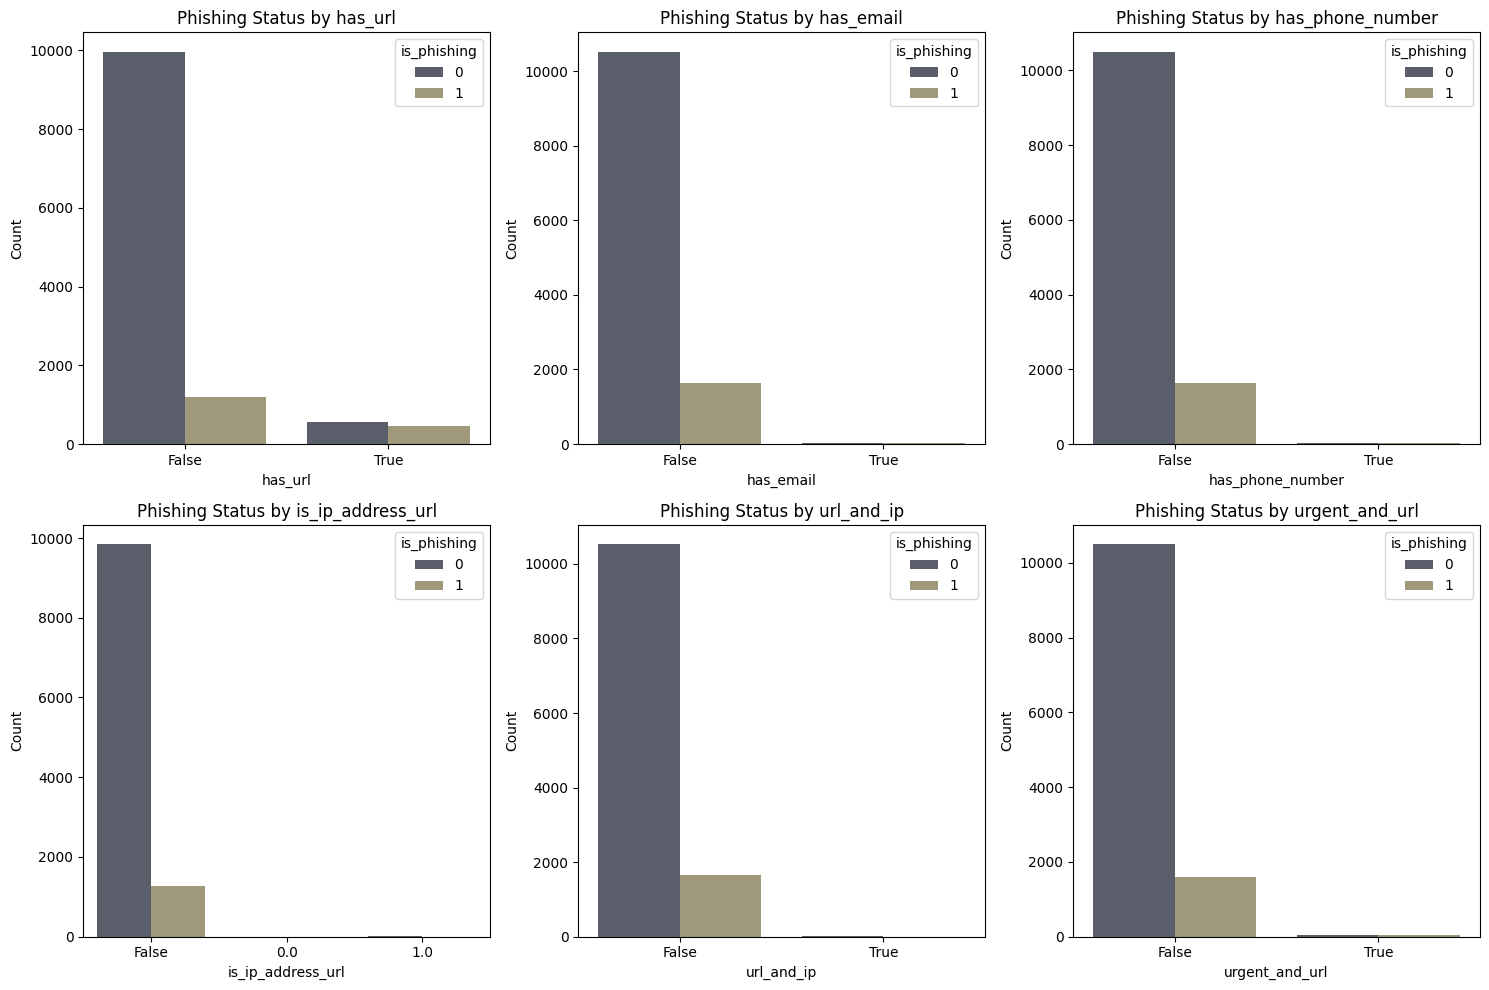 Phishing Status by has_url
is_phishing
0
1
10000
8000
6000
4000
2000
0
Count
False
True
has_url
Phishing Status by has_email
is_phishing
0
1
10000
8000
6000
4000
2000
0
Count
False
True
has_email
Phishing Status by has_phone_number
is_phishing
0
1
10000
8000
6000
4000
2000
0
Count
False
True
has_phone_number
Phishing Status by is_ip_address_url
is_phishing
0
1
10000
8000
6000
4000
2000
0
Count
False
0.0
1.0
is_ip_address_url
Phishing Status by url_and_ip
is_phishing
0
1
10000
8000
6000
4000
2000
0
Count
False
True
url_and_ip
Phishing Status by urgent_and_url
is_phishing
0
1
10000
8000
6000
4000
2000
0
Count
False
True
urgent_and_url